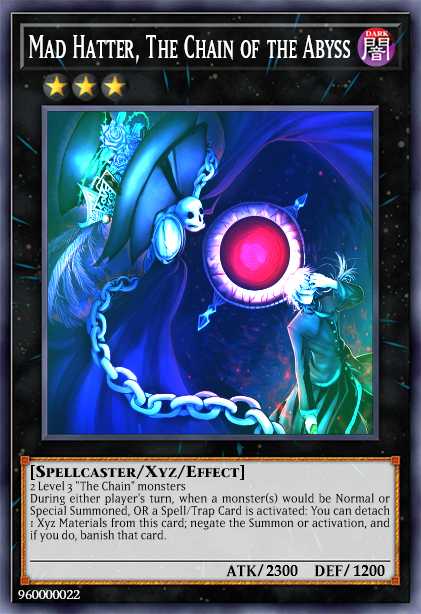 Mad Hatter, The Chain of the Abyss
DARK
闇
[Spellcaster/Xyz/Effect]
2 Level 3 "The Chain" monsters
During either player's turn, when a monster(s) would be Normal or
Special Summoned, OR a Spell/Trap Card is activated: You can detach
1 Xyz Materials from this card; negate the Summon or activation, and
if you do, banish that card.
ATK/2300 DEF/1200
960000022